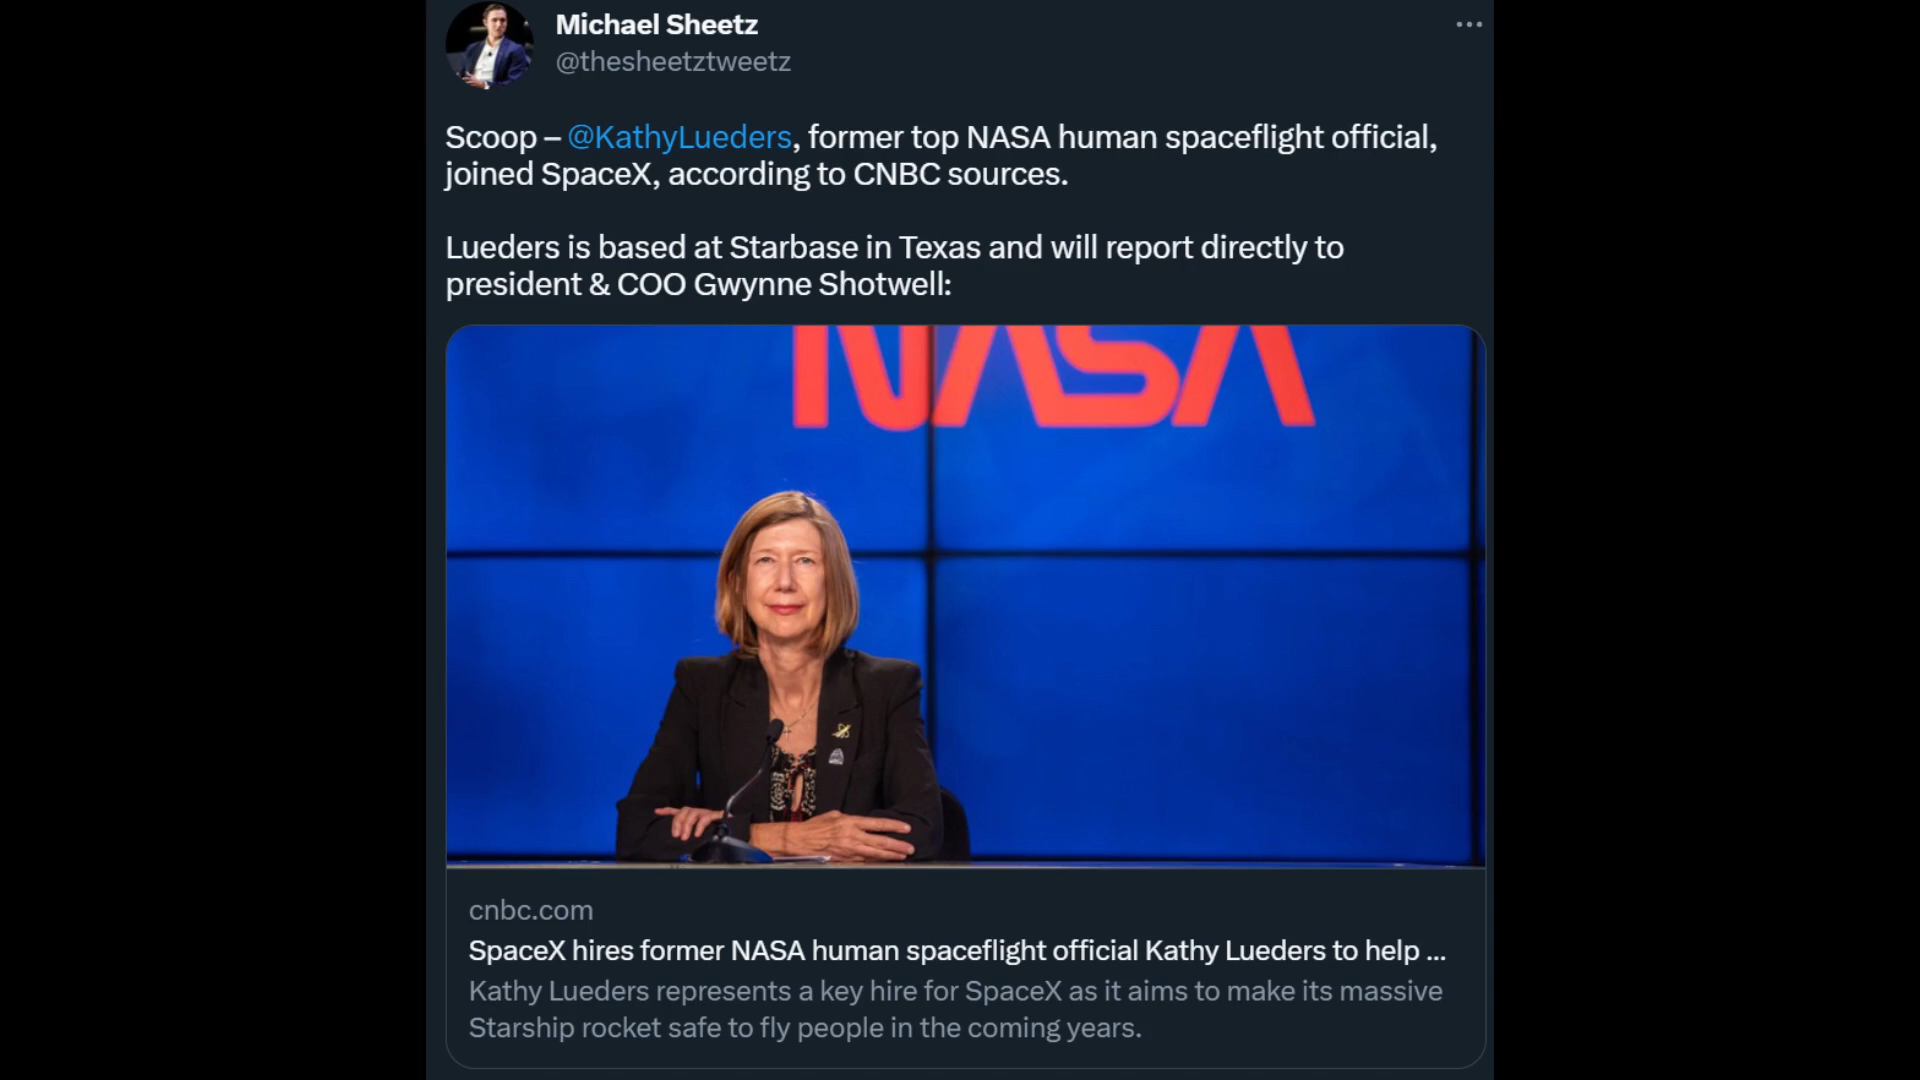 Michael Sheetz
@thesheetztweetz
Scoop – @KathyLueders, former top NASA human spaceflight official,
joined SpaceX, according to CNBC sources.
Lueders is based at Starbase in Texas and will report directly to
president & COO Gwynne Shotwell:
NASA
cnbc.com
SpaceX hires former NASA human spaceflight official Kathy Lueders to help ...
Kathy Lueders represents a key hire for SpaceX as it aims to make its massive
Starship rocket safe to fly people in the coming years.